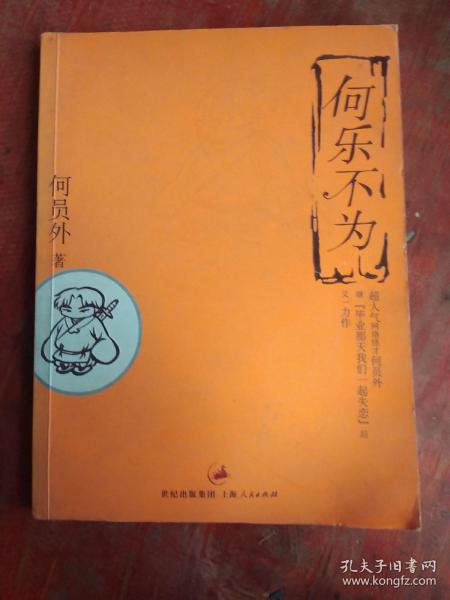 何乐不为
超人气网络怪才何员外
继『毕业那天我们一起失恋』后
又一力作
何员外 著
世纪出版集团 上海人民出版社
孔夫子旧书网
www.kongfz.com